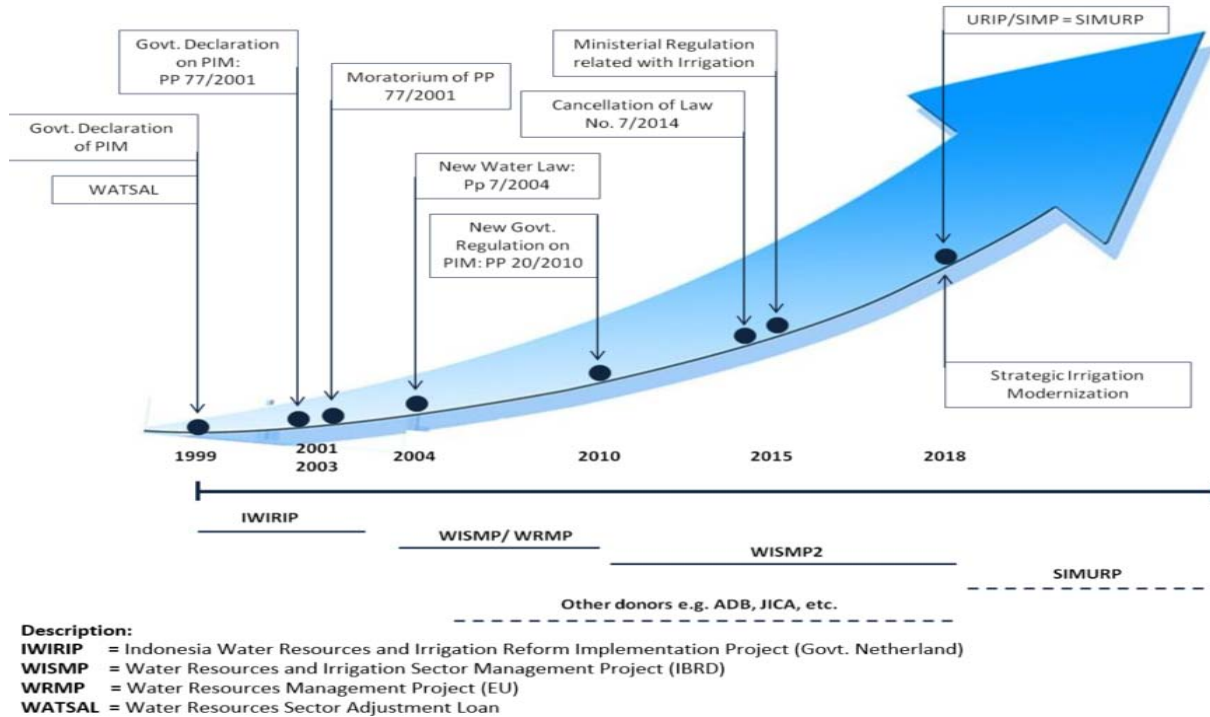 URIP/SIMP = SIMURP
Govt. Declaration
on PIM:
PP 77/2001
Ministerial Regulation
related with Irrigation
Moratorium of PP
77/2001
Cancellation of Law
No. 7/2014
Govt. Declaration
of PIM
New Water Law:
Pp 7/2004
WATSAL
New Govt.
Regulation on
PIM: PP 20/2010
Strategic Irrigation
Modernization
1999
2001
2003
2004
2010
2015
2018
IWIRIP
WISMP/ WRMP
WISMP2
SIMURP
Other donors e.g. ADB, JICA, etc.
Description:
IWIRIP = Indonesia Water Resources and Irrigation Reform Implementation Project (Govt. Netherland)
WISMP = Water Resources and Irrigation Sector Management Project (IBRD)
WRMP = Water Resources Management Project (EU)
WATSAL = Water Resources Sector Adjustment Loan